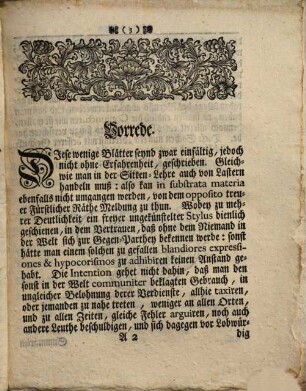 (3)
Vorrede.
Diese wenige Blätter seynd zwar einfältig, jedoch
nicht ohne Erfahrenheit, geschrieben. Gleich-
wie man in der Sitten-Lehre auch von Lastern
handeln muß: also kan in substrata materia
ebenfalls nicht umgangen werden, von dem opposito treu-
er Fürstlicher Räthe Meldung zu thun. Wobey zu meh-
rer Deutlichkeit ein freyer ungekünstelter Stylus dienlich
geschienen, in dem Vertrauen, daß ohne dem Niemand in
der Welt sich zur Gegen-Parthey bekennen werde: sonst
hätte man einem solchen zu gefallen blandiores expressi-
ones & hypocorismos zu adhibiren keinen Anstand ge-
habt. Die Intention gehet nicht dahin, daß man den
sonst in der Welt communiter beklagten Gebrauch, in
ungleicher Belohnung derer Verdienste, allhie taxiren,
oder jemanden zu nahe treten, weniger an allen Orten,
und zu allen Zeiten, gleiche Fehler arguiren, noch auch
andere Leuthe beschuldigen, und sich dagegen vor Lobwür-
A 2 dig